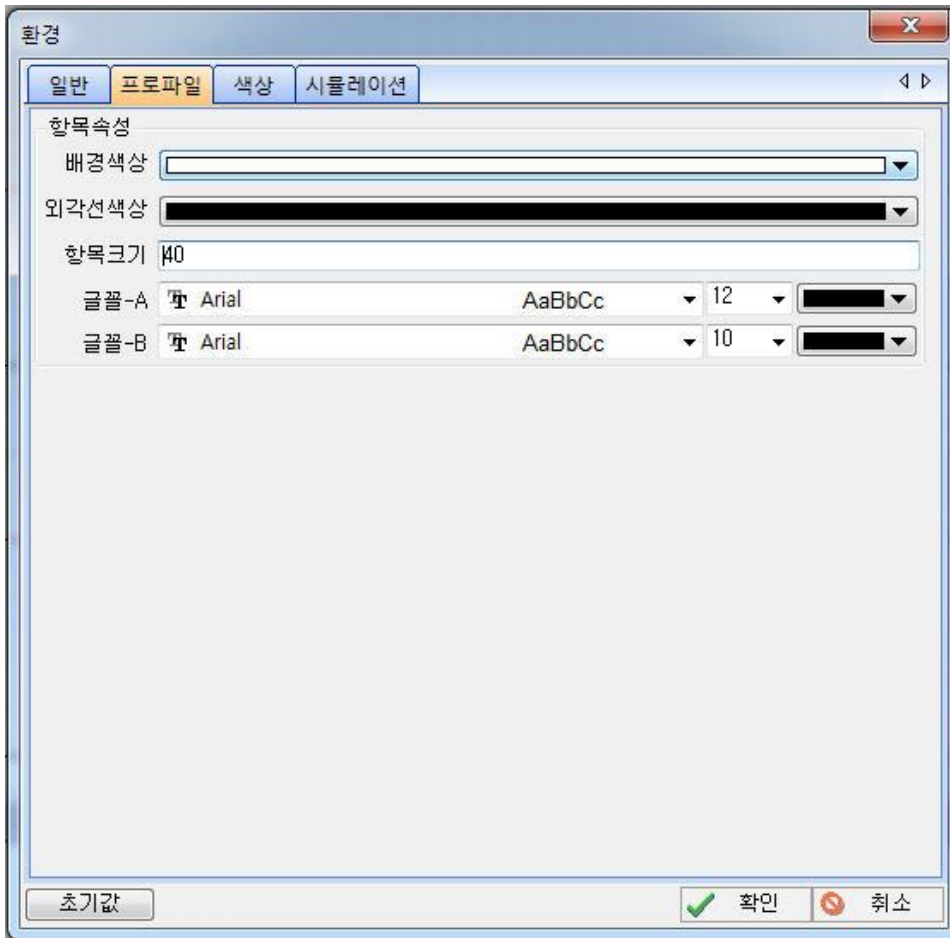 환경
일반 프로파일 색상 시뮬레이션
항목속성
배경색상
외각선색상
항목크기 40
글꼴-A Arial AaBbCc 12
글꼴-B Arial AaBbCc 10
초기값 확인 취소